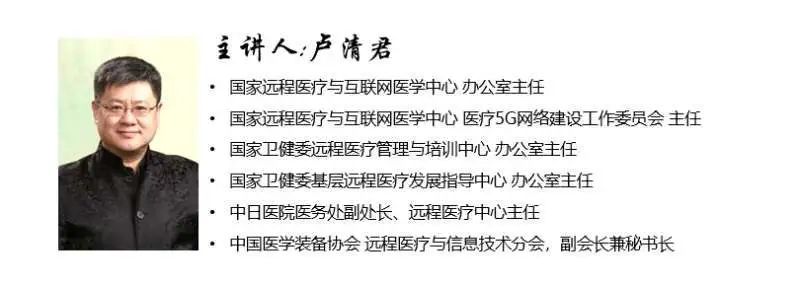 主讲人:卢清君
• 国家远程医疗与互联网医学中心 办公室主任
• 国家远程医疗与互联网医学中心 医疗5G网络建设工作委员会 主任
• 国家卫健委远程医疗管理与培训中心 办公室主任
• 国家卫健委基层远程医疗发展指导中心 办公室主任
• 中日医院医务处副处长、远程医疗中心主任
• 中国医学装备协会 远程医疗与信息技术分会，副会长兼秘书长